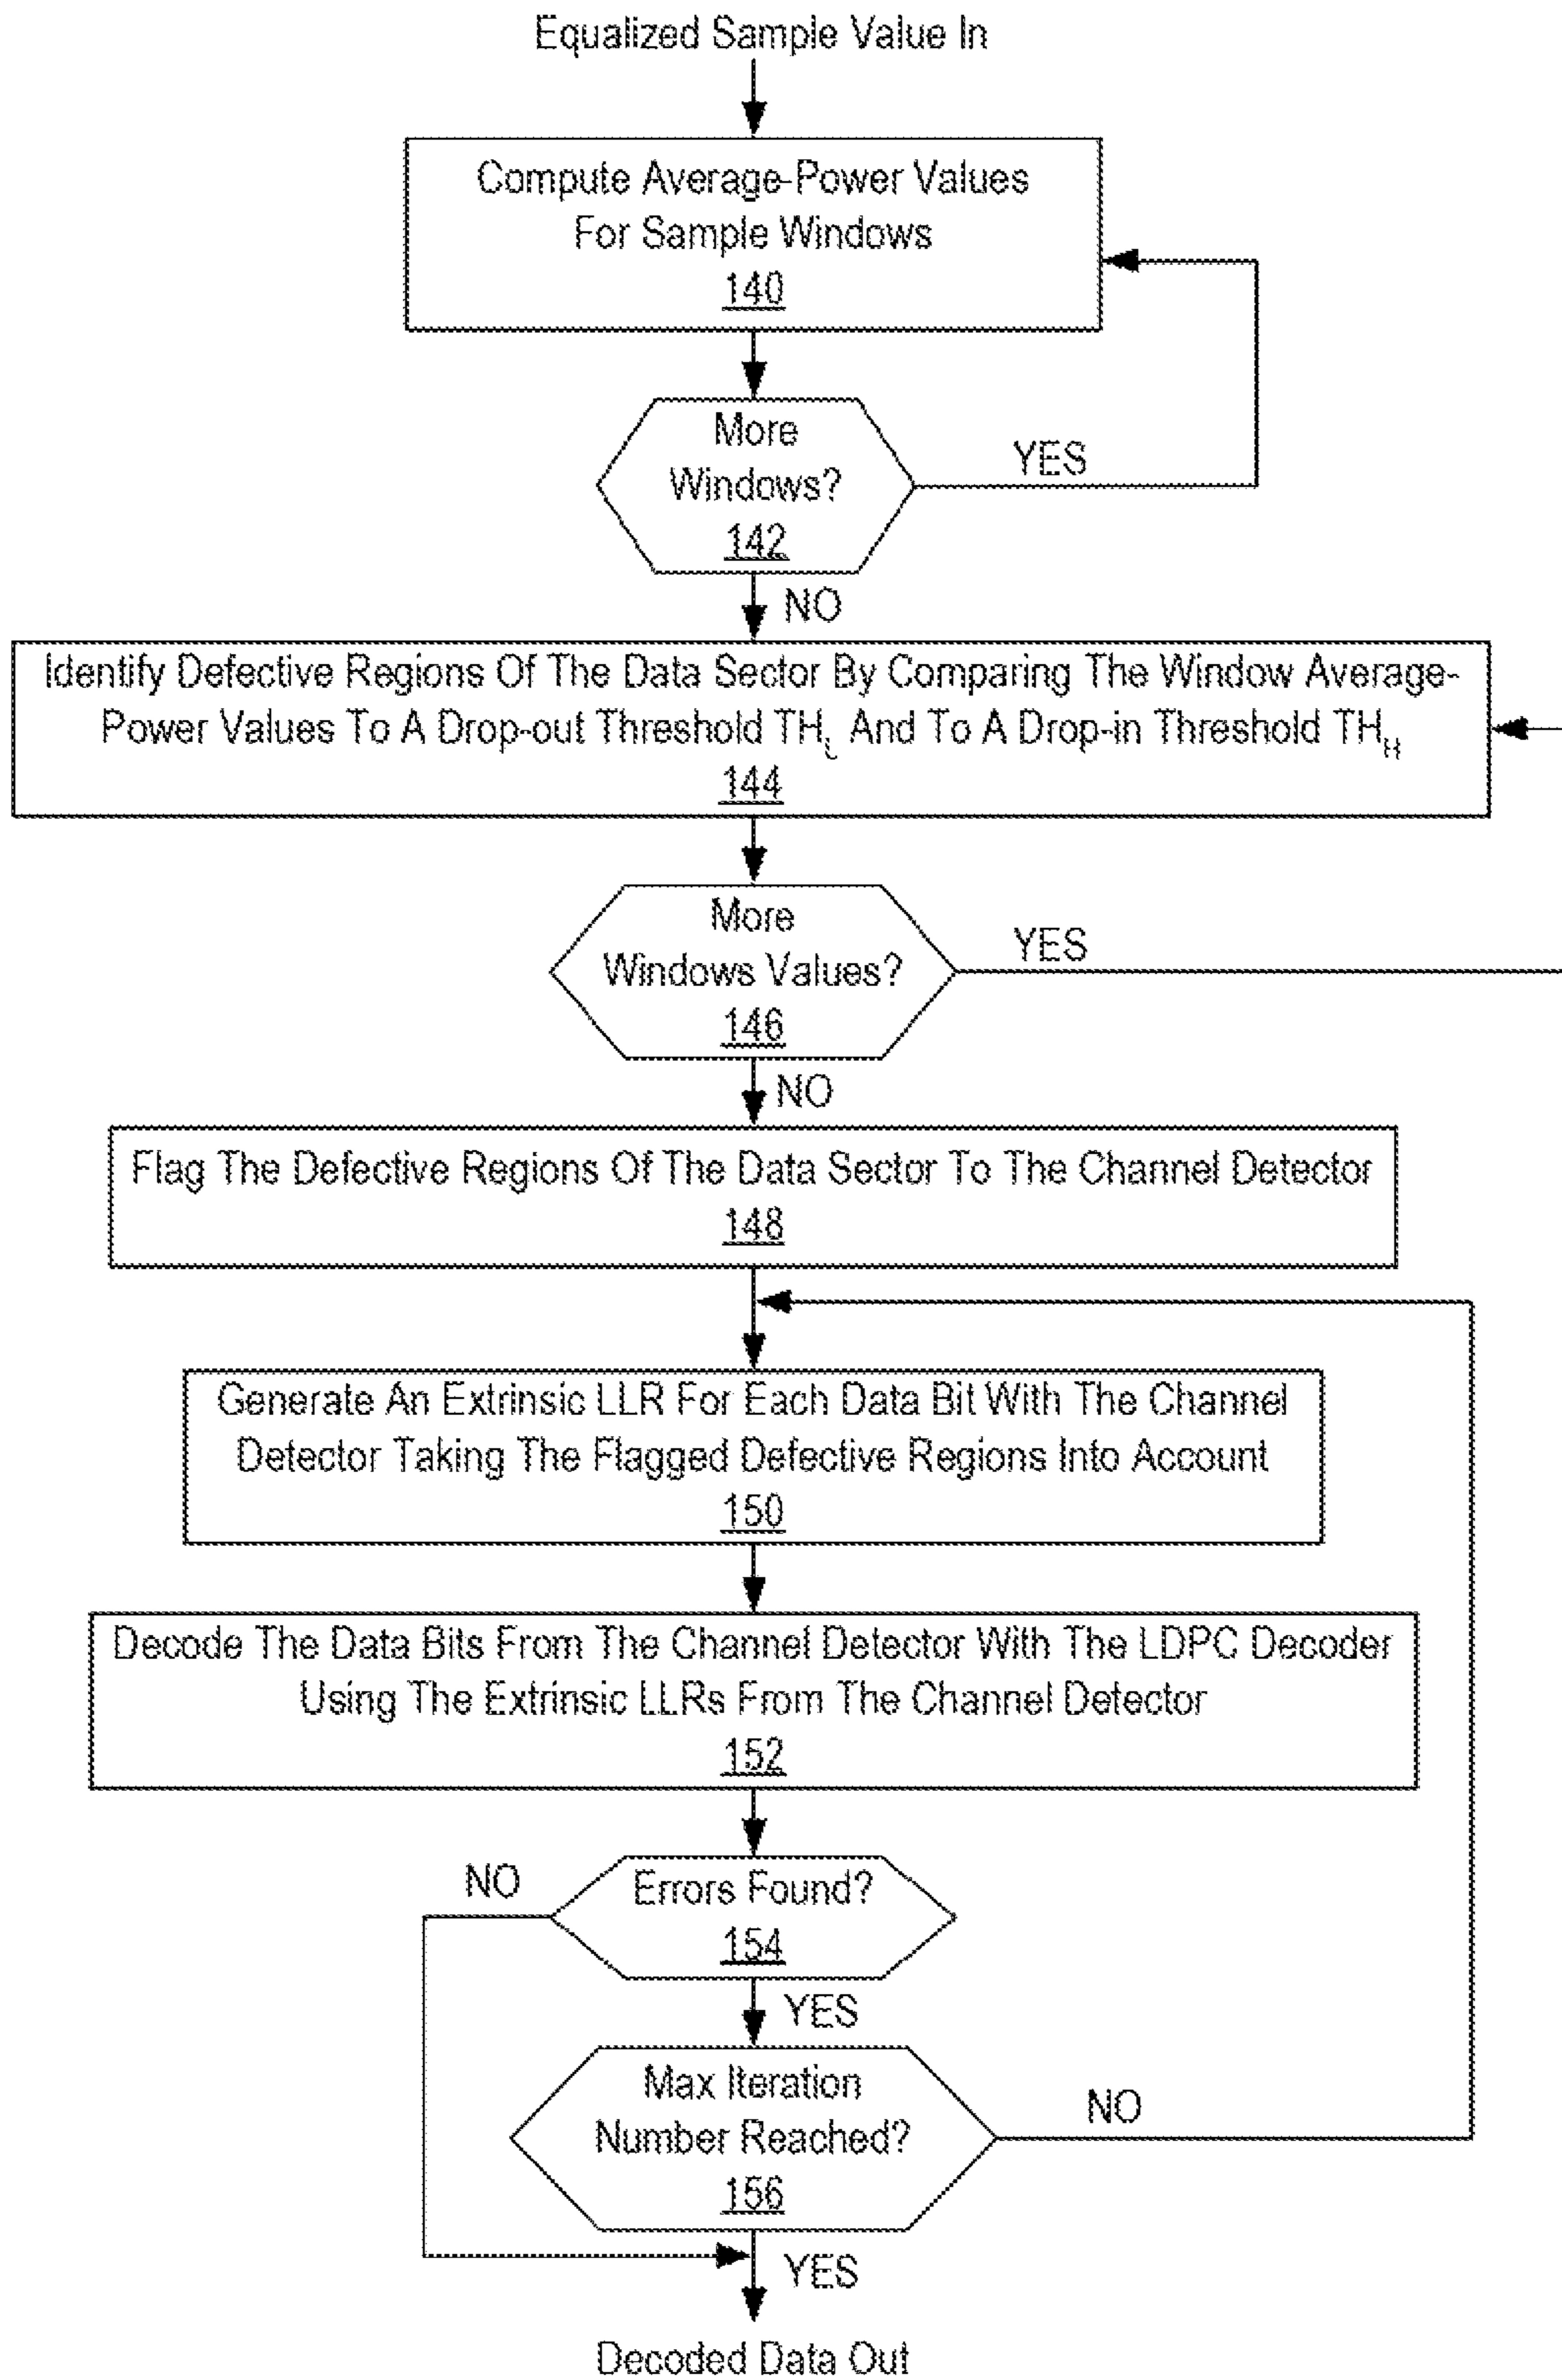 Equalized Sample Value In
Compute Average-Power Values
For Sample Windows
140
More
Windows?
142
YES
NO
Identify Defective Regions Of The Data Sector By Comparing The Window Average-
Power Values To A Drop-out Threshold TH_L And To A Drop-in Threshold TH_H
144
More
Windows Values?
146
YES
NO
Flag The Defective Regions Of The Data Sector To The Channel Detector
148
Generate An Extrinsic LLR For Each Data Bit With The Channel
Detector Taking The Flagged Defective Regions Into Account
150
Decode The Data Bits From The Channel Detector With The LDPC Decoder
Using The Extrinsic LLRs From The Channel Detector
152
NO
Errors Found?
154
YES
Max Iteration
Number Reached?
156
NO
YES
Decoded Data Out